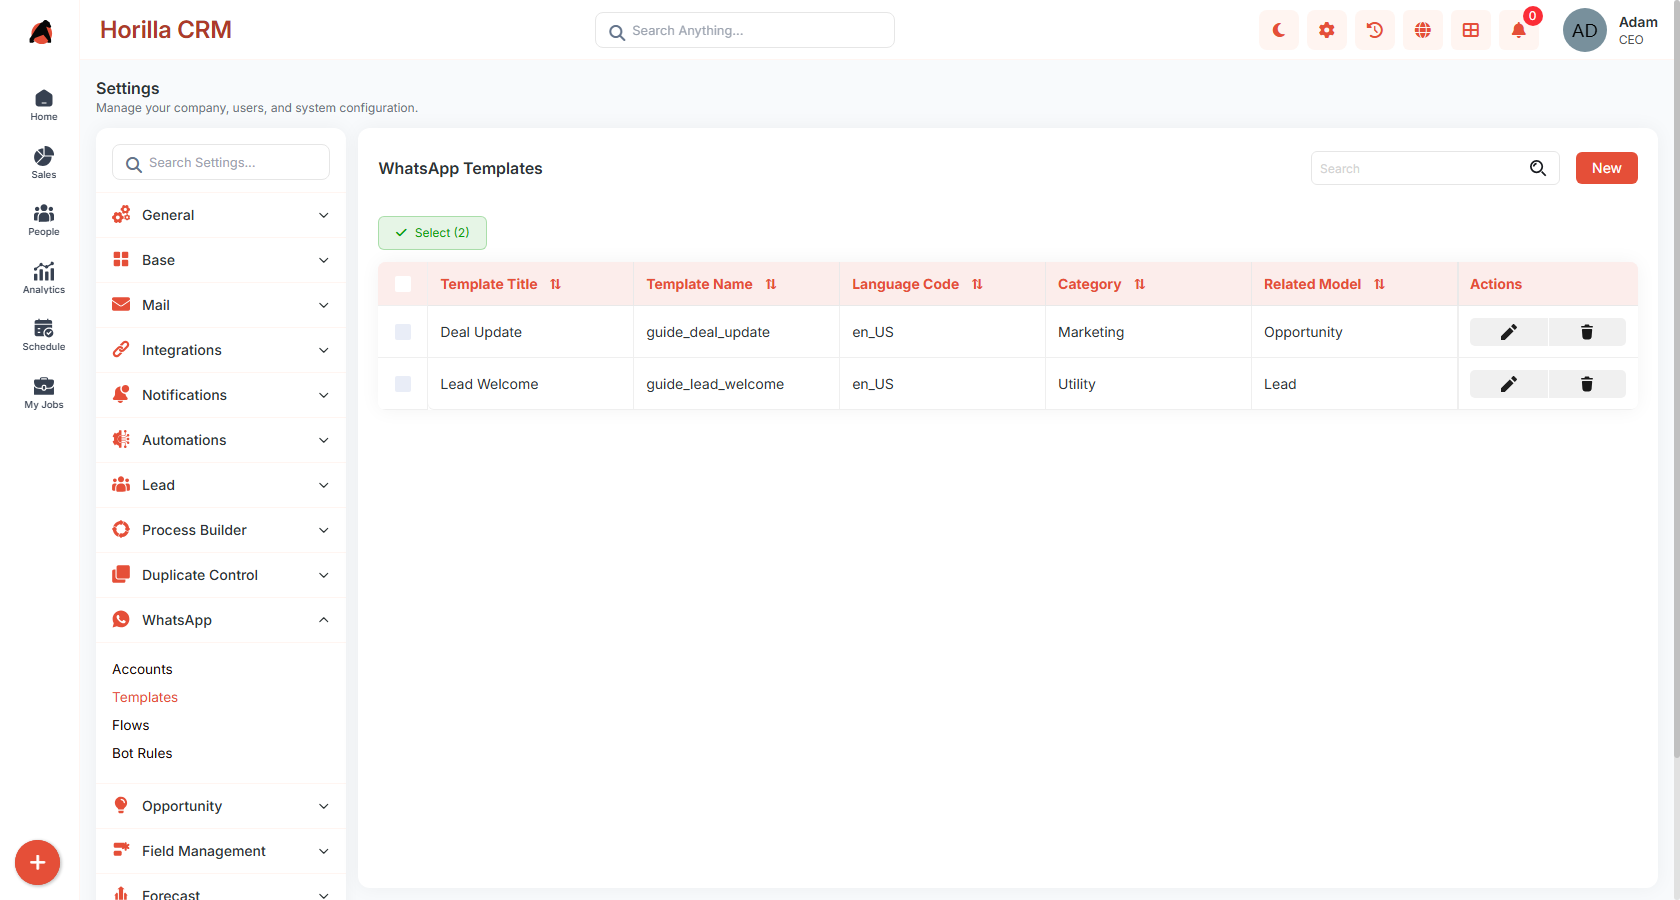 Horilla CRM
Search Anything...
0
AD
Adam
CEO
Home
Sales
People
Analytics
Schedule
My Jobs
Settings
Manage your company, users, and system configuration.
Search Settings...
General
Base
Mail
Integrations
Notifications
Automations
Lead
Process Builder
Duplicate Control
WhatsApp
Accounts
Templates
Flows
Bot Rules
Opportunity
Field Management
Forecast
WhatsApp Templates
Search
New
Select (2)
Template Title Template Name Language Code Category Related Model Actions
Deal Update guide_deal_update en_US Marketing Opportunity
Lead Welcome guide_lead_welcome en_US Utility Lead